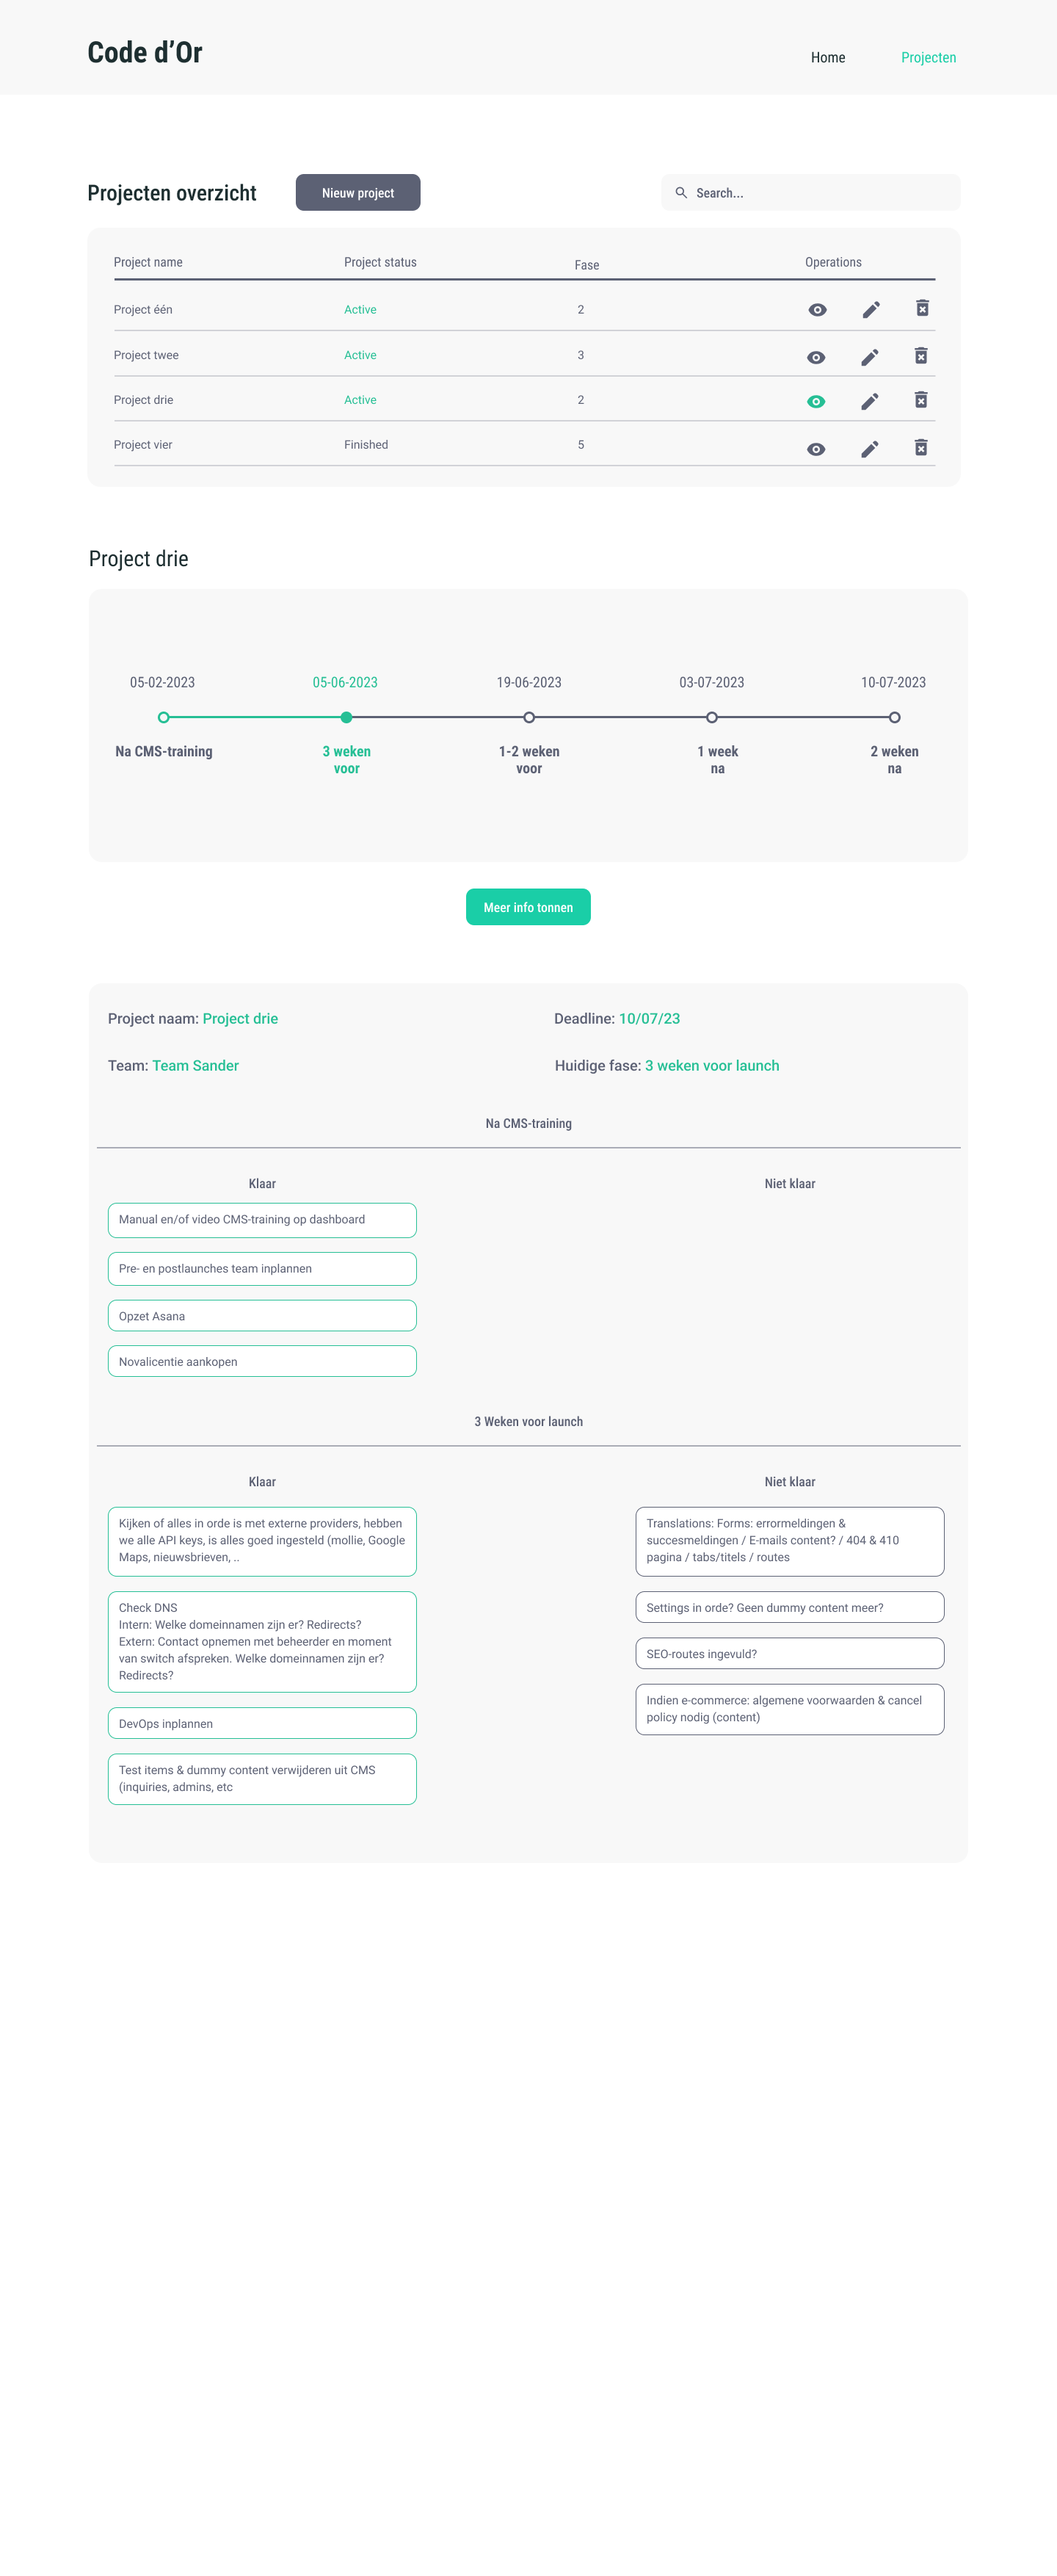 Code d’Or
Home Projecten
Projecten overzicht Nieuw project Search...
Project name Project status Fase Operations
Project één Active 2
Project twee Active 3
Project drie Active 2
Project vier Finished 5
Project drie
05-02-2023 05-06-2023 19-06-2023 03-07-2023 10-07-2023
Na CMS-training 3 weken 1-2 weken 1 week 2 weken
voor voor na na
Meer info tonnen
Project naam: Project drie Deadline: 10/07/23
Team: Team Sander Huidige fase: 3 weken voor launch
Na CMS-training
Klaar Niet klaar
Manual en/of video CMS-training op dashboard
Pre- en postlaunches team inplannen
Opzet Asana
Novalicentie aankopen
3 Weken voor launch
Klaar Niet klaar
Kijken of alles in orde is met externe providers, hebben
we alle API keys, is alles goed ingesteld (mollie, Google
Maps, nieuwsbrieven, ..
Check DNS
Intern: Welke domeinnamen zijn er? Redirects?
Extern: Contact opnemen met beheerder en moment
van switch afspreken. Welke domeinnamen zijn er?
Redirects?
DevOps inplannen
Test items & dummy content verwijderen uit CMS
(inquiries, admins, etc
Translations: Forms: errormeldingen &
succesmeldingen / E-mails content? / 404 & 410
pagina / tabs/titels / routes
Settings in orde? Geen dummy content meer?
SEO-routes ingevuld?
Indien e-commerce: algemene voorwaarden & cancel
policy nodig (content)